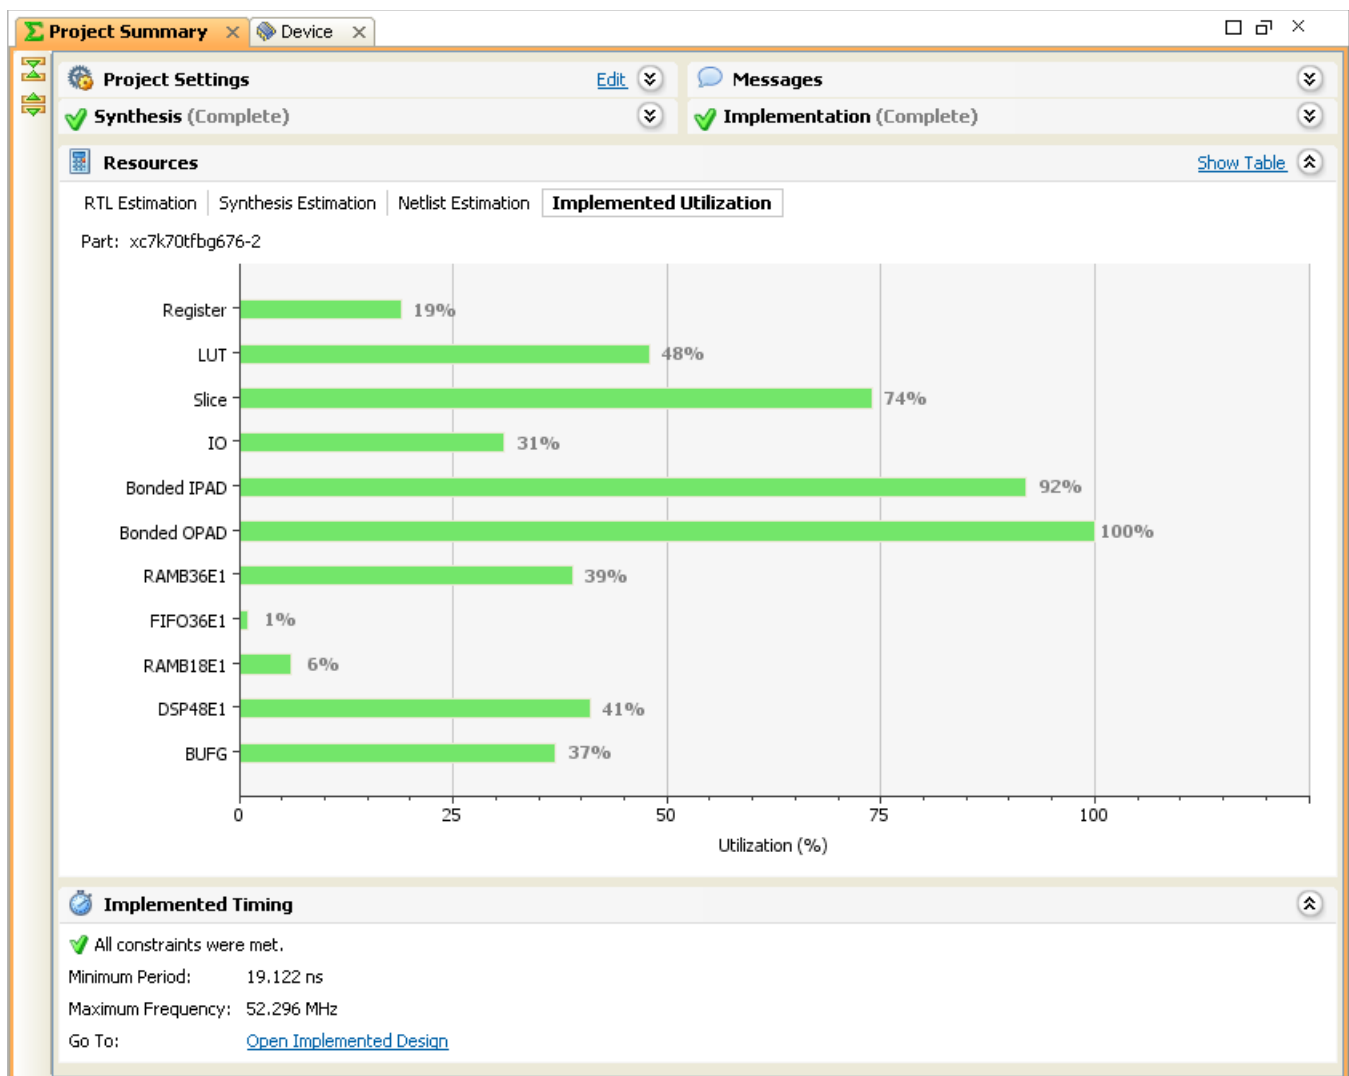 Project Summary
Device
Project Settings
Edit
Messages
Synthesis (Complete)
Implementation (Complete)
Resources
Show Table
RTL Estimation
Synthesis Estimation
Netlist Estimation
Implemented Utilization
Part: xc7k70tfbg676-2
Register 19%
LUT 48%
Slice 74%
IO 31%
Bonded IPAD 92%
Bonded OPAD 100%
RAMB36E1 39%
FIFO36E1 1%
RAMB18E1 6%
DSP48E1 41%
BUFG 37%
0 25 50 75 100
Utilization (%)
Implemented Timing
All constraints were met.
Minimum Period: 19.122 ns
Maximum Frequency: 52.296 MHz
Go To: Open Implemented Design